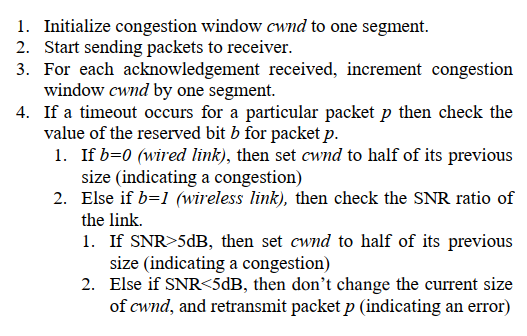 1. Initialize congestion window cwnd to one segment.
2. Start sending packets to receiver.
3. For each acknowledgement received, increment congestion
window cwnd by one segment.
4. If a timeout occurs for a particular packet p then check the
value of the reserved bit b for packet p.
1. If b=0 (wired link), then set cwnd to half of its previous
size (indicating a congestion)
2. Else if b=1 (wireless link), then check the SNR ratio of
the link.
1. If SNR>5dB, then set cwnd to half of its previous
size (indicating a congestion)
2. Else if SNR<5dB, then don't change the current size
of cwnd, and retransmit packet p (indicating an error)